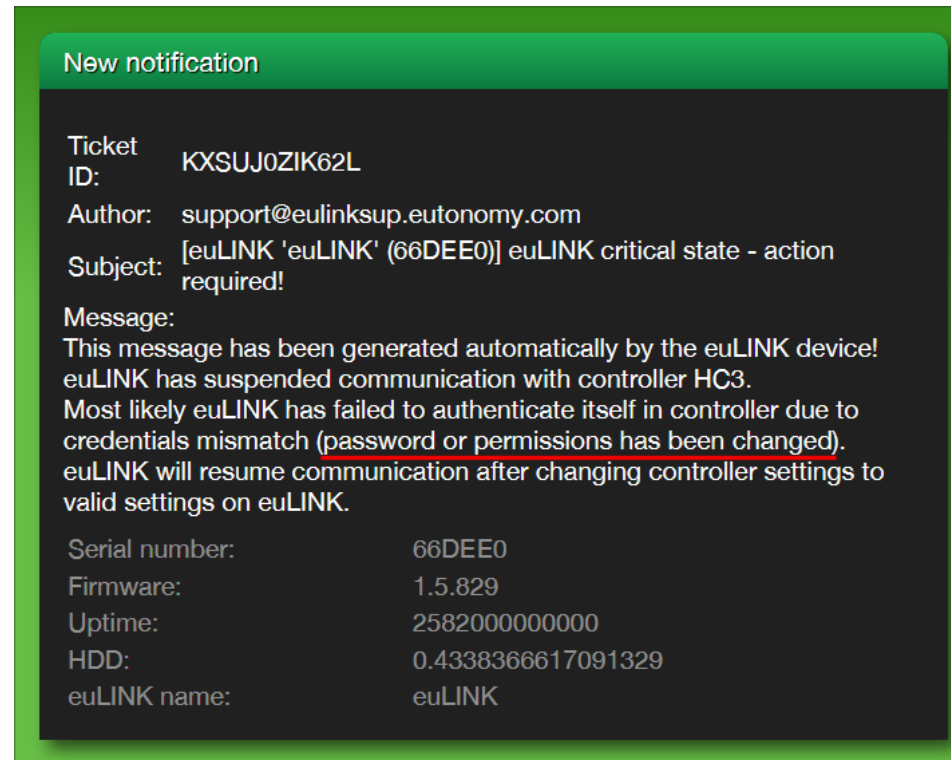 New notification
Ticket ID: KXSUJ0ZIK62L
Author: support@eulinksup.eutonomy.com
Subject: [euLINK 'euLINK' (66DEE0)] euLINK critical state - action
required!
Message:
This message has been generated automatically by the euLINK device!
euLINK has suspended communication with controller HC3.
Most likely euLINK has failed to authenticate itself in controller due to
credentials mismatch (password or permissions has been changed).
euLINK will resume communication after changing controller settings to
valid settings on euLINK.
Serial number: 66DEE0
Firmware: 1.5.829
Uptime: 2582000000000
HDD: 0.4338366617091329
euLINK name: euLINK